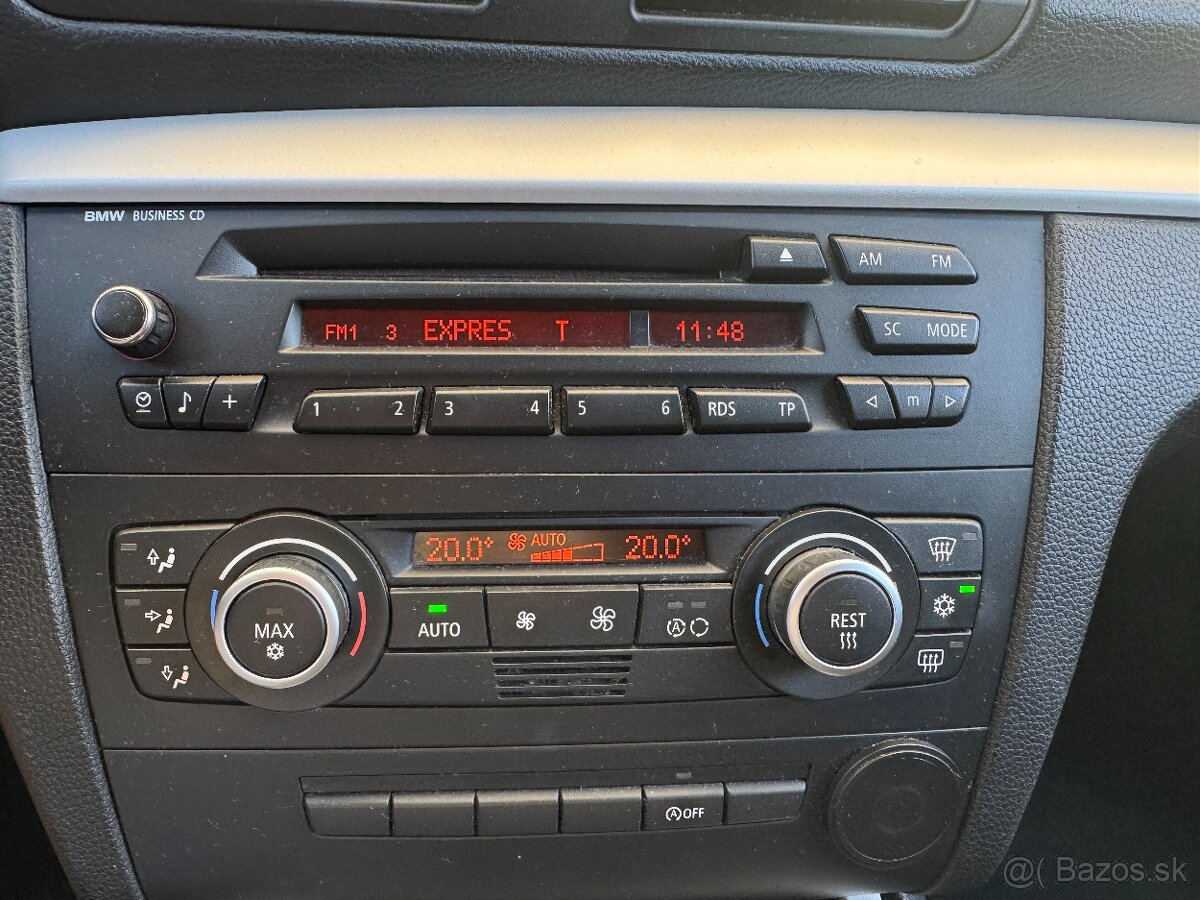 BMW BUSINESS CD
AM FM
FM1 3 EXPRES T 11:48
SC MODE
+
1 2 3 4 5 6 RDS TP
m
20.0° AUTO 20.0°
MAX
AUTO
A
REST
A OFF
@( Bazos.sk